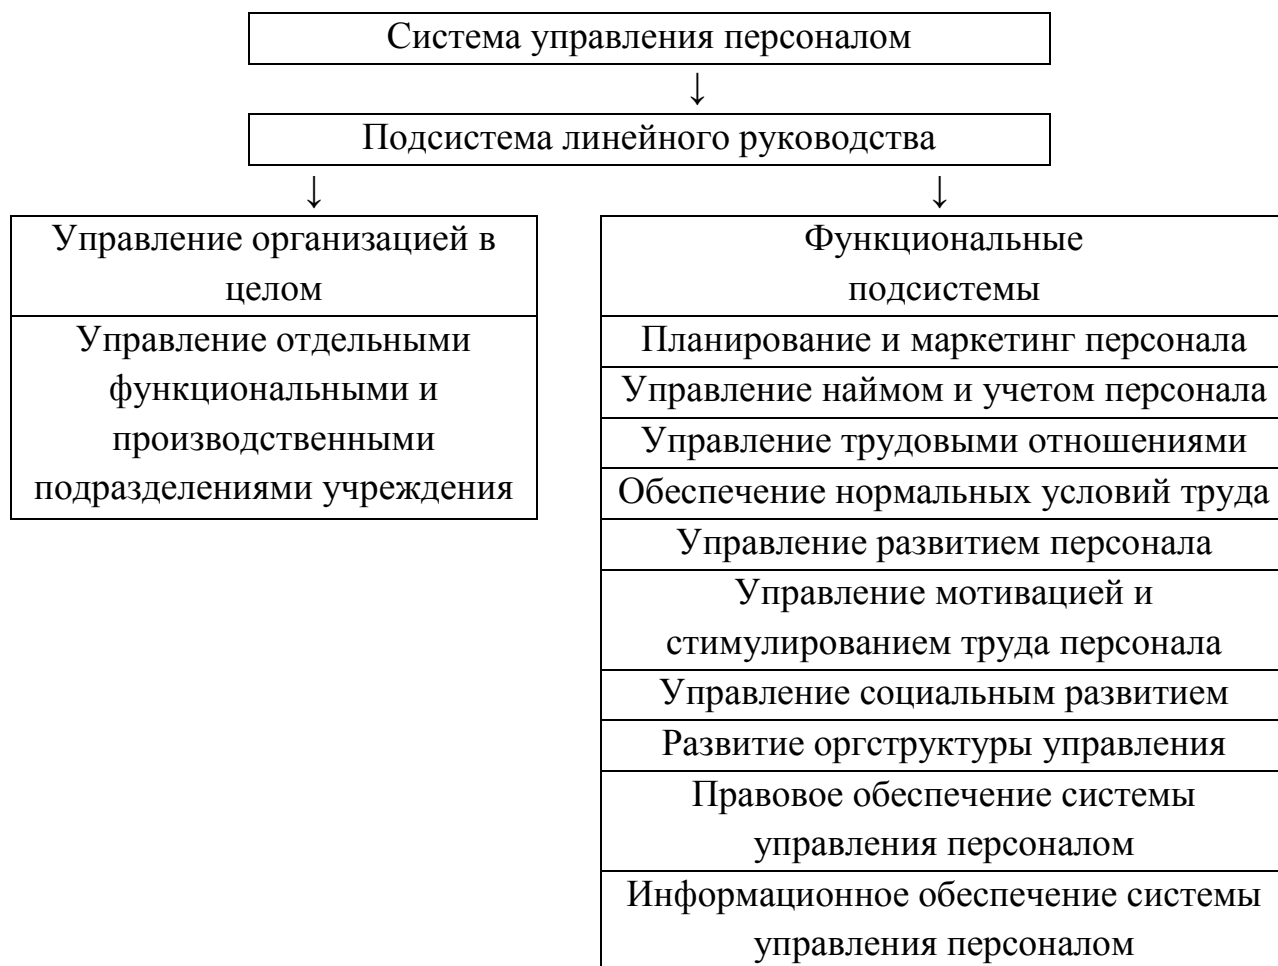 Система управления персоналом
↓
Подсистема линейного руководства
↓ ↓
Управление организацией в
целом
Управление отдельными
функциональными и
производственными
подразделениями учреждения
Функциональные
подсистемы
Планирование и маркетинг персонала
Управление наймом и учетом персонала
Управление трудовыми отношениями
Обеспечение нормальных условий труда
Управление развитием персонала
Управление мотивацией и
стимулированием труда персонала
Управление социальным развитием
Развитие оргструктуры управления
Правовое обеспечение системы
управления персоналом
Информационное обеспечение системы
управления персоналом